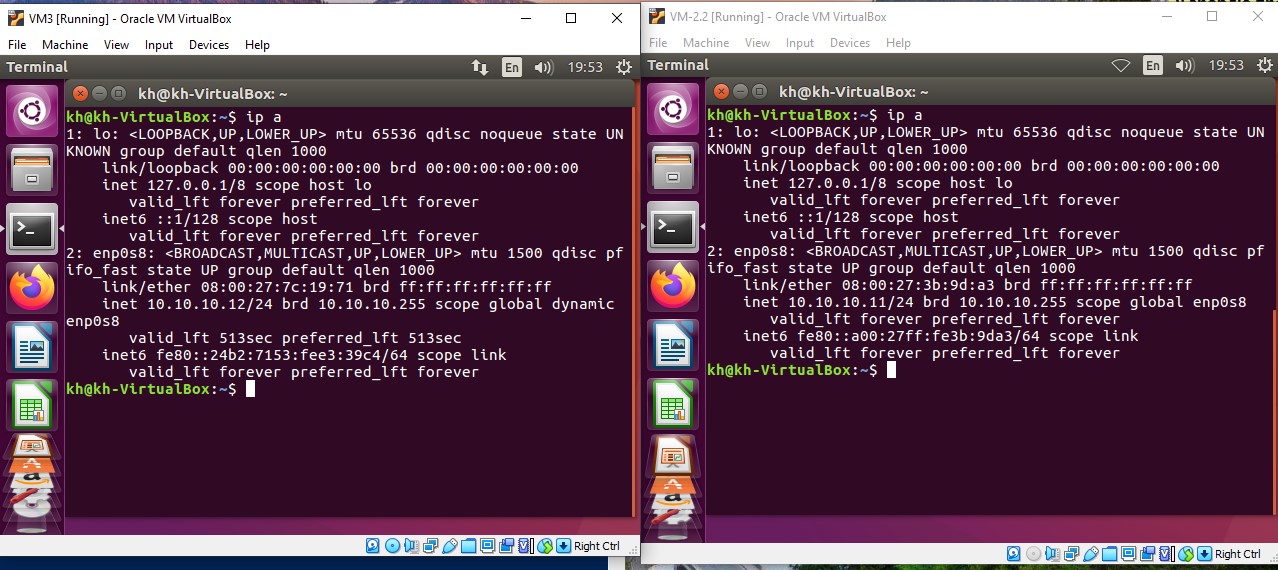 VM3 [Running] - Oracle VM VirtualBox
File Machine View Input Devices Help
Terminal En 19:53
kh@kh-VirtualBox: ~
kh@kh-VirtualBox:~$ ip a
1: lo: <LOOPBACK,UP,LOWER_UP> mtu 65536 qdisc noqueue state UN
KNOWN group default qlen 1000
    link/loopback 00:00:00:00:00:00 brd 00:00:00:00:00:00
    inet 127.0.0.1/8 scope host lo
       valid_lft forever preferred_lft forever
    inet6 ::1/128 scope host
       valid_lft forever preferred_lft forever
2: enp0s8: <BROADCAST,MULTICAST,UP,LOWER_UP> mtu 1500 qdisc pf
ifo_fast state UP group default qlen 1000
    link/ether 08:00:27:7c:19:71 brd ff:ff:ff:ff:ff:ff
    inet 10.10.10.12/24 brd 10.10.10.255 scope global dynamic
enp0s8
       valid_lft 513sec preferred_lft 513sec
    inet6 fe80::24b2:7153:fee3:39c4/64 scope link
       valid_lft forever preferred_lft forever
kh@kh-VirtualBox:~$
Right Ctrl
VM-2.2 [Running] - Oracle VM VirtualBox
File Machine View Input Devices Help
Terminal En 19:53
kh@kh-VirtualBox: ~
kh@kh-VirtualBox:~$ ip a
1: lo: <LOOPBACK,UP,LOWER_UP> mtu 65536 qdisc noqueue state UN
KNOWN group default qlen 1000
    link/loopback 00:00:00:00:00:00 brd 00:00:00:00:00:00
    inet 127.0.0.1/8 scope host lo
       valid_lft forever preferred_lft forever
    inet6 ::1/128 scope host
       valid_lft forever preferred_lft forever
2: enp0s8: <BROADCAST,MULTICAST,UP,LOWER_UP> mtu 1500 qdisc pf
ifo_fast state UP group default qlen 1000
    link/ether 08:00:27:3b:9d:a3 brd ff:ff:ff:ff:ff:ff
    inet 10.10.10.11/24 brd 10.10.10.255 scope global enp0s8
       valid_lft forever preferred_lft forever
    inet6 fe80::a00:27ff:fe3b:9da3/64 scope link
       valid_lft forever preferred_lft forever
kh@kh-VirtualBox:~$
Right Ctrl